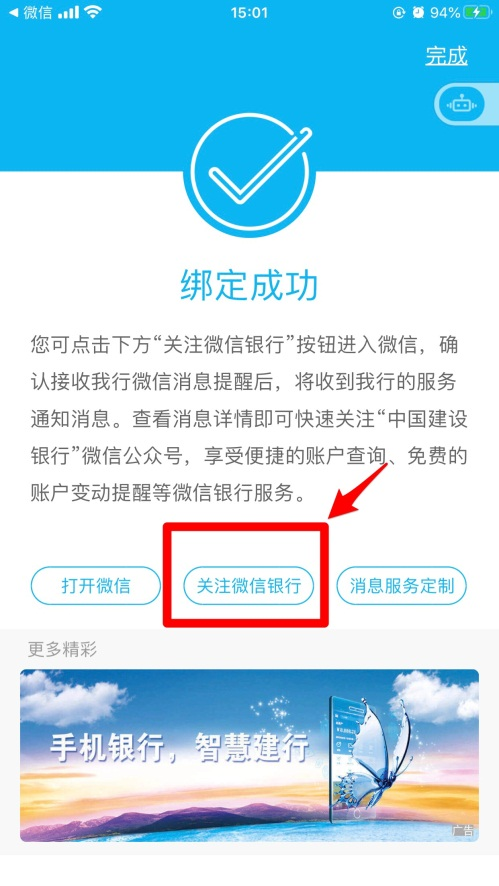 微信
15:01
94%
完成
绑定成功
您可点击下方“关注微信银行”按钮进入微信，确
认接收我行微信消息提醒后，将收到我行的服务
通知消息。查看消息详情即可快速关注“中国建设
银行”微信公众号，享受便捷的账户查询、免费的
账户变动提醒等微信银行服务。
打开微信
关注微信银行
消息服务定制
更多精彩
手机银行，智慧建行
广告